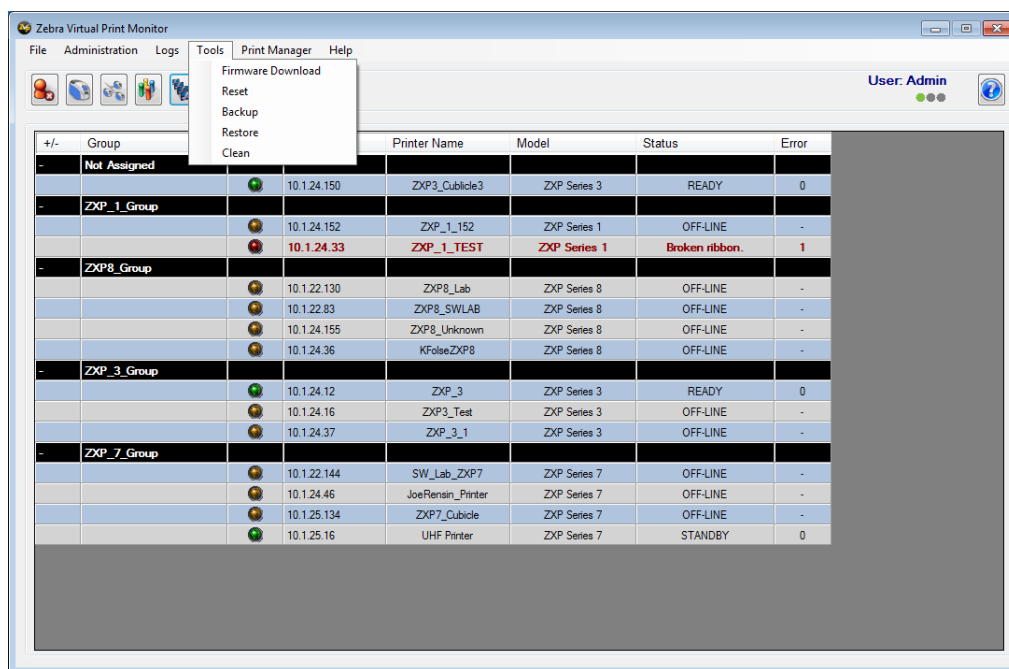 Zebra Virtual Print Monitor
File Administration Logs Tools Print Manager Help
Firmware Download
Reset
Backup
Restore
Clean
User: Admin
+/- Group Printer Name Model Status Error
- Not Assigned
10.1.24.150 ZXP3_Cublicle3 ZXP Series 3 READY 0
- ZXP_1_Group
10.1.24.152 ZXP_1_152 ZXP Series 1 OFF-LINE -
10.1.24.33 ZXP_1_TEST ZXP Series 1 Broken ribbon. 1
- ZXP8_Group
10.1.22.130 ZXP8_Lab ZXP Series 8 OFF-LINE -
10.1.22.83 ZXP8_SWLAB ZXP Series 8 OFF-LINE -
10.1.24.155 ZXP8_Unknown ZXP Series 8 OFF-LINE -
10.1.24.36 KFolseZXP8 ZXP Series 8 OFF-LINE -
- ZXP_3_Group
10.1.24.12 ZXP_3 ZXP Series 3 READY 0
10.1.24.16 ZXP3_Test ZXP Series 3 OFF-LINE -
10.1.24.37 ZXP_3_1 ZXP Series 3 OFF-LINE -
- ZXP_7_Group
10.1.22.144 SW_Lab_ZXP7 ZXP Series 7 OFF-LINE -
10.1.24.46 JoeRensin_Printer ZXP Series 7 OFF-LINE -
10.1.25.134 ZXP7_Cubicle ZXP Series 7 OFF-LINE -
10.1.25.16 UHF Printer ZXP Series 7 STANDBY 0